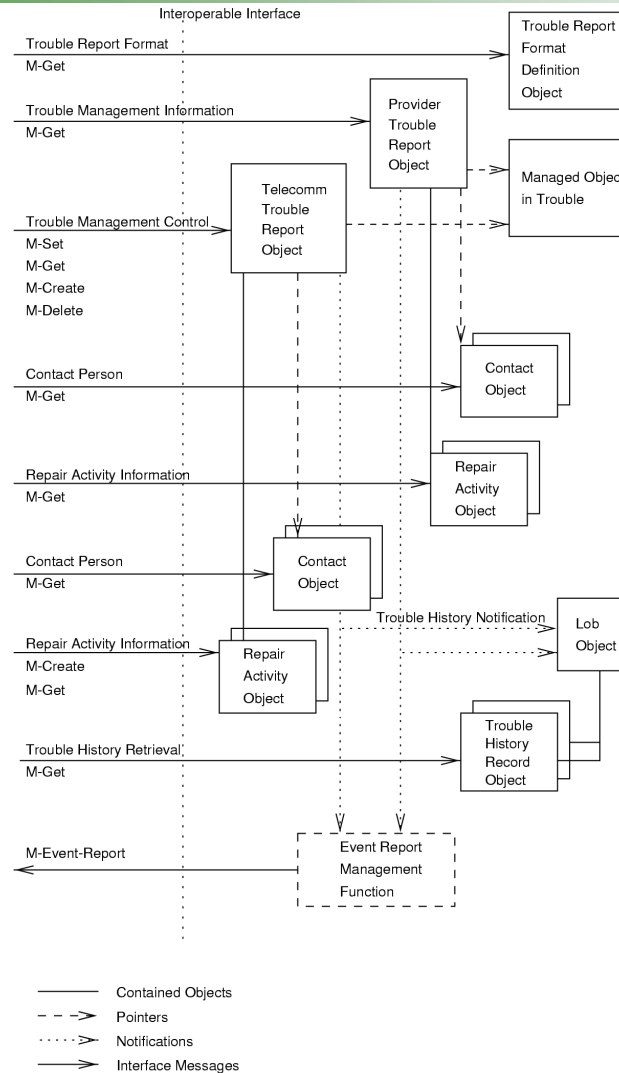 Interoperable Interface
Trouble Report Format
M-Get
Trouble Report
Format
Definition
Object
Trouble Management Information
M-Get
Provider
Trouble
Report
Object
Managed Objec
in Trouble
Telecomm
Trouble
Report
Object
Trouble Management Control
M-Set
M-Get
M-Create
M-Delete
Contact Person
M-Get
Contact
Object
Repair Activity Information
M-Get
Repair
Activity
Object
Contact Person
M-Get
Contact
Object
Trouble History Notification
Lob
Object
Repair Activity Information
M-Create
M-Get
Repair
Activity
Object
Trouble History Retrieval
M-Get
Trouble
History
Record
Object
M-Event-Report
Event Report
Management
Function
Contained Objects
Pointers
Notifications
Interface Messages